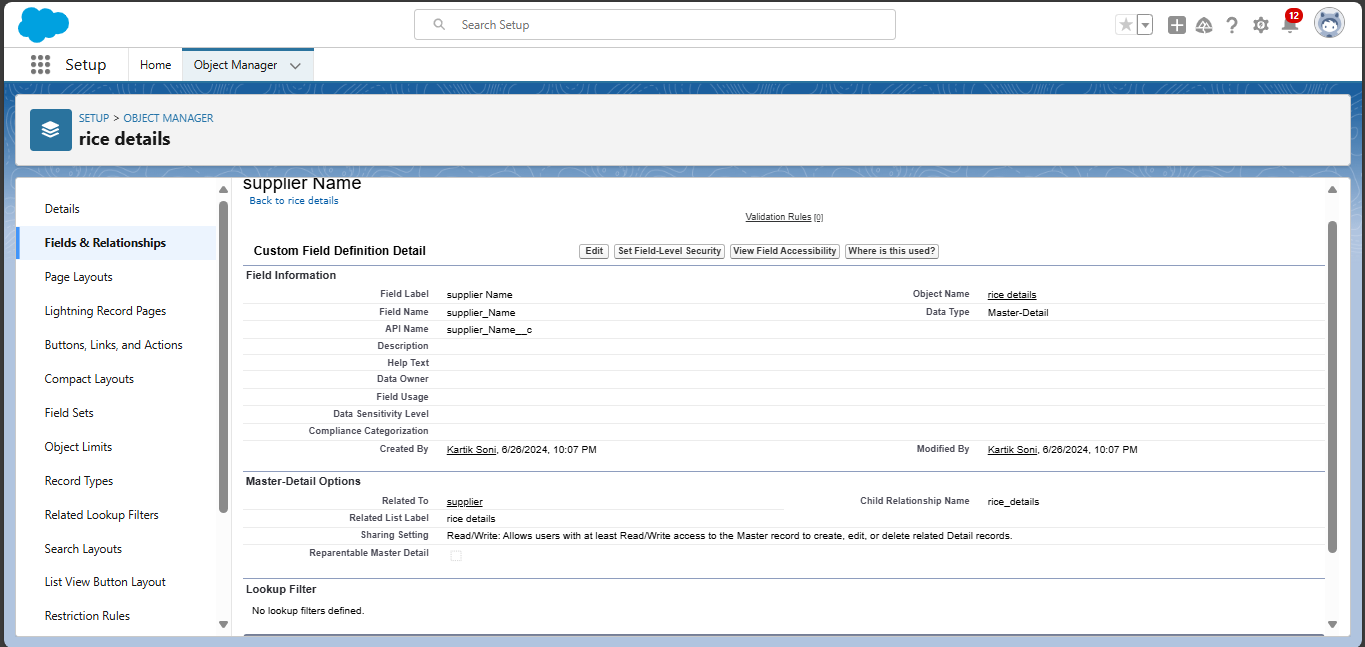 Search Setup
12
Setup
Home
Object Manager
SETUP > OBJECT MANAGER
rice details
Details
Fields & Relationships
Page Layouts
Lightning Record Pages
Buttons, Links, and Actions
Compact Layouts
Field Sets
Object Limits
Record Types
Related Lookup Filters
Search Layouts
List View Button Layout
Restriction Rules
supplier Name
Back to rice details
Validation Rules [0]
Custom Field Definition Detail
Edit
Set Field-Level Security
View Field Accessibility
Where is this used?
Field Information
Field Label supplier Name Object Name rice details
Field Name supplier_Name Data Type Master-Detail
API Name supplier_Name__c
Description
Help Text
Data Owner
Field Usage
Data Sensitivity Level
Compliance Categorization
Created By Kartik Soni, 6/26/2024, 10:07 PM Modified By Kartik Soni, 6/26/2024, 10:07 PM
Master-Detail Options
Related To supplier Child Relationship Name rice_details
Related List Label rice details
Sharing Setting Read/Write: Allows users with at least Read/Write access to the Master record to create, edit, or delete related Detail records.
Reparentable Master Detail
Lookup Filter
No lookup filters defined.